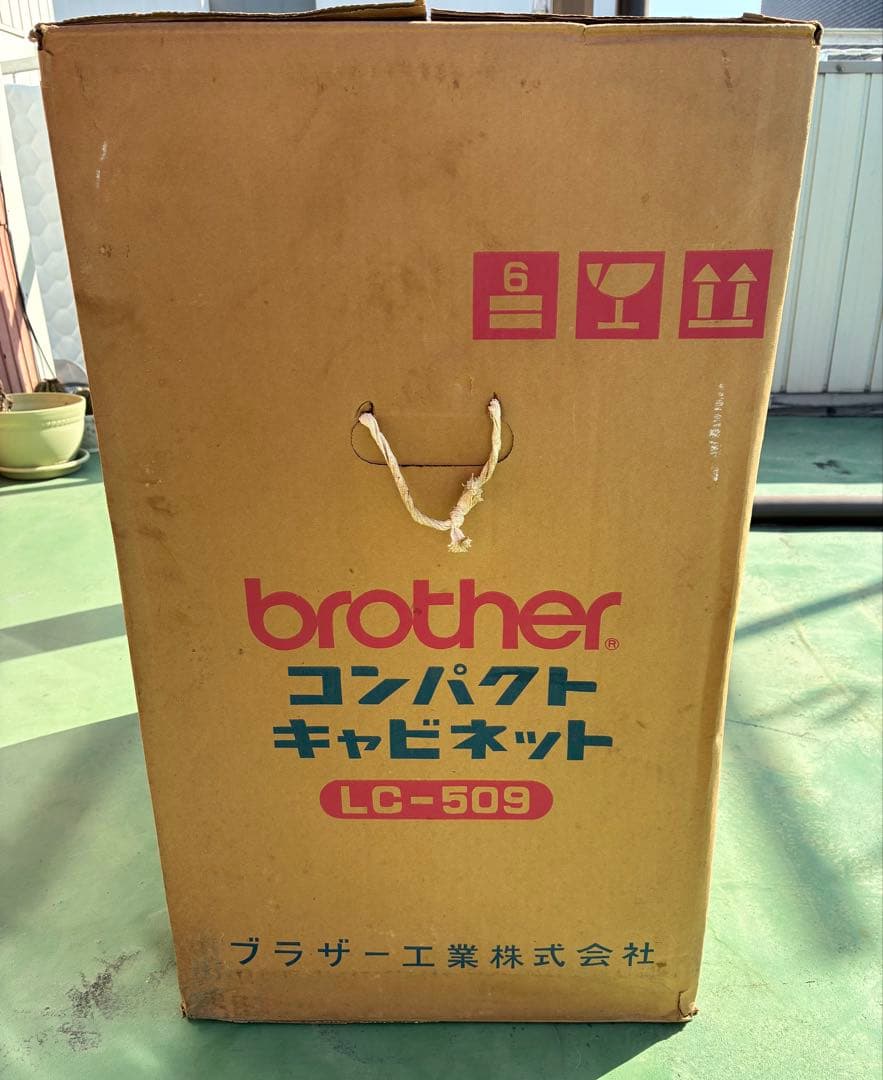 6
brother®
コンパクト
キャビネット
LC-509
ブラザー工業株式会社